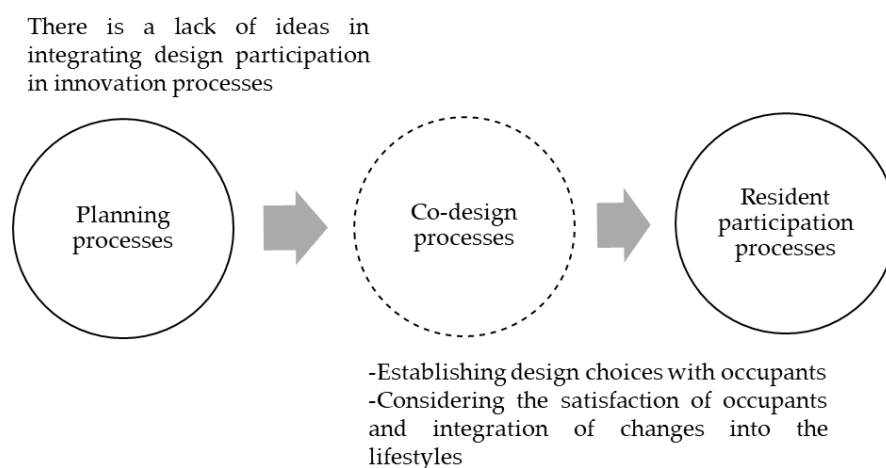 There is a lack of ideas in
integrating design participation
in innovation processes
Planning
processes
Co-design
processes
Resident
participation
processes
-Establishing design choices with occupants
-Considering the satisfaction of occupants
and integration of changes into the
lifestyles